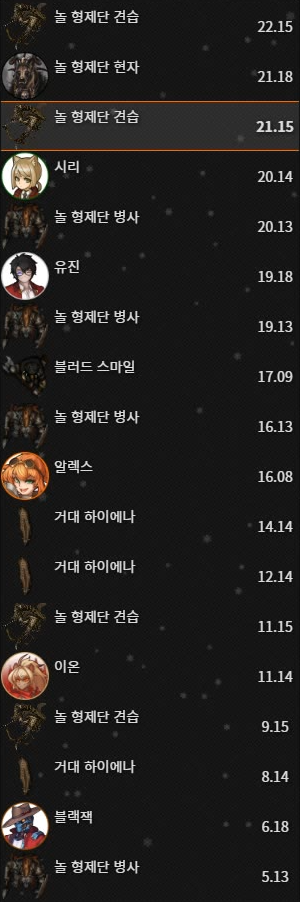 놀 형제단 견습
22.15
놀 형제단 현자
21.18
놀 형제단 견습
21.15
시리
20.14
놀 형제단 병사
20.13
유진
19.18
놀 형제단 병사
19.13
블러드 스마일
17.09
놀 형제단 병사
16.13
알렉스
16.08
거대 하이에나
14.14
거대 하이에나
12.14
놀 형제단 견습
11.15
이온
11.14
놀 형제단 견습
9.15
거대 하이에나
8.14
블랙잭
6.18
놀 형제단 병사
5.13